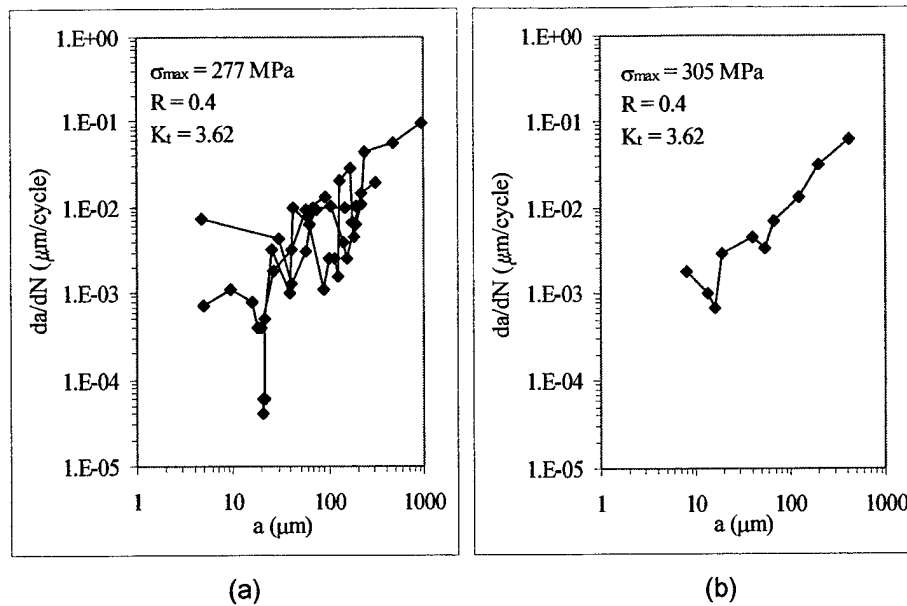 1.E+00
1.E-01
1.E-02
1.E-03
1.E-04
1.E-05
da/dN (μm/cycle)
σmax = 277 MPa
R = 0.4
Kt = 3.62
1 10 100 1000
a (μm)
(a)
1.E+00
1.E-01
1.E-02
1.E-03
1.E-04
1.E-05
da/dN (μm/cycle)
σmax = 305 MPa
R = 0.4
Kt = 3.62
1 10 100 1000
a (μm)
(b)